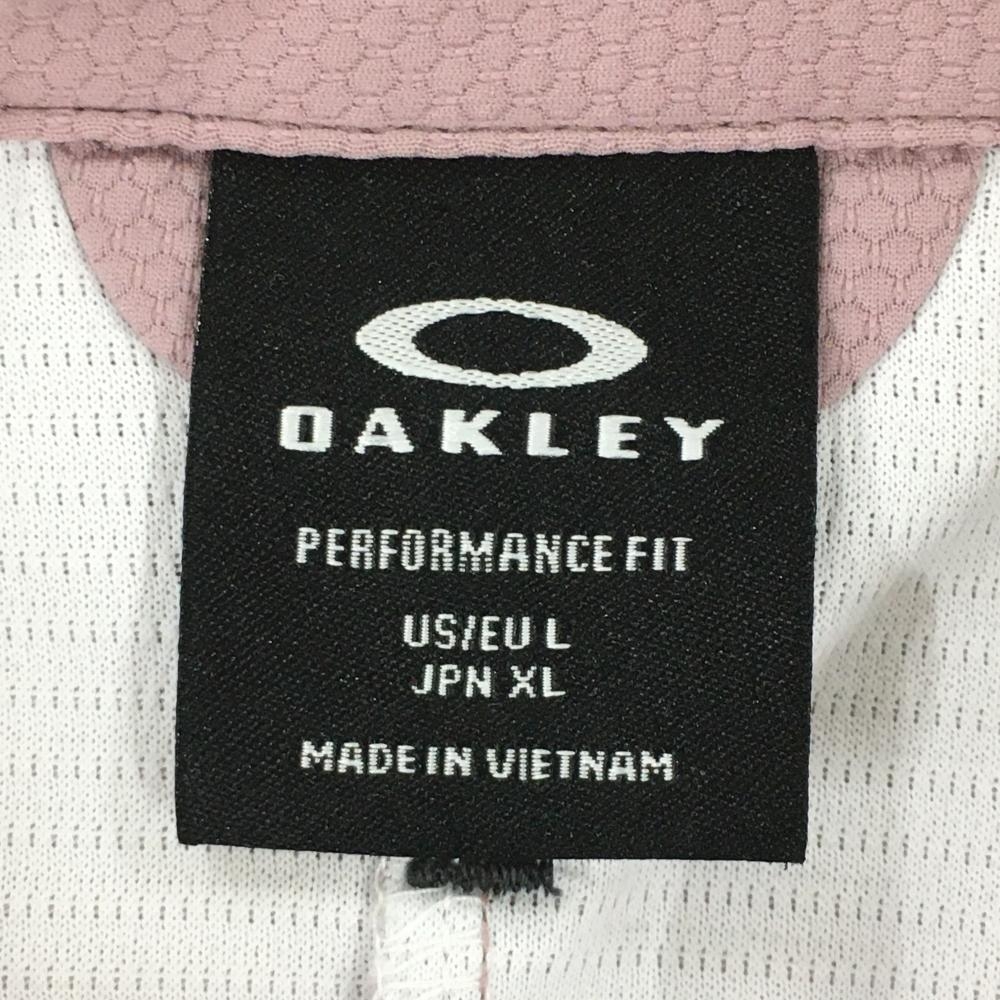 OAKLEY
PERFORMANCE FIT
US/EU L
JPN XL
MADE IN VIETNAM